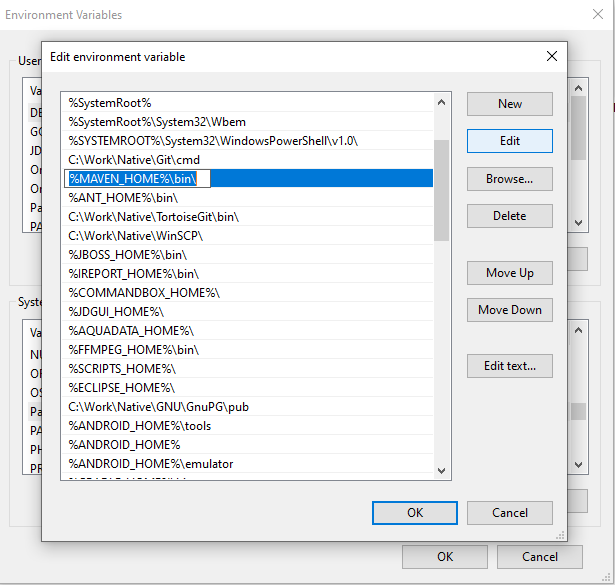 Environment Variables
Edit environment variable
User
Va
GC
JD
Or
Or
Pa
PA
%SystemRoot%
%SystemRoot%\System32\Wbem
%SYSTEMROOT%\System32\WindowsPowerShell\v1.0\
C:\Work\Native\Git\cmd
%MAVEN_HOME%\bin\
%ANT_HOME%\bin\
C:\Work\Native\TortoiseGit\bin\
C:\Work\Native\WinSCP\
%JBOSS_HOME%\bin\
%IREPORT_HOME%\bin\
%COMMANDBOX_HOME%\
%JDGUI_HOME%\
%AQUADATA_HOME%\
%FFMPEG_HOME%\bin\
%SCRIPTS_HOME%\
%ECLIPSE_HOME%\
C:\Work\Native\GNU\GnuPG\pub
%ANDROID_HOME%\tools
%ANDROID_HOME%
%ANDROID_HOME%\emulator
New
Edit
Browse...
Delete
Move Up
Move Down
Edit text...
Syste
Va
NU
OS
Pa
PA
PH
PR
OK
Cancel
OK
Cancel